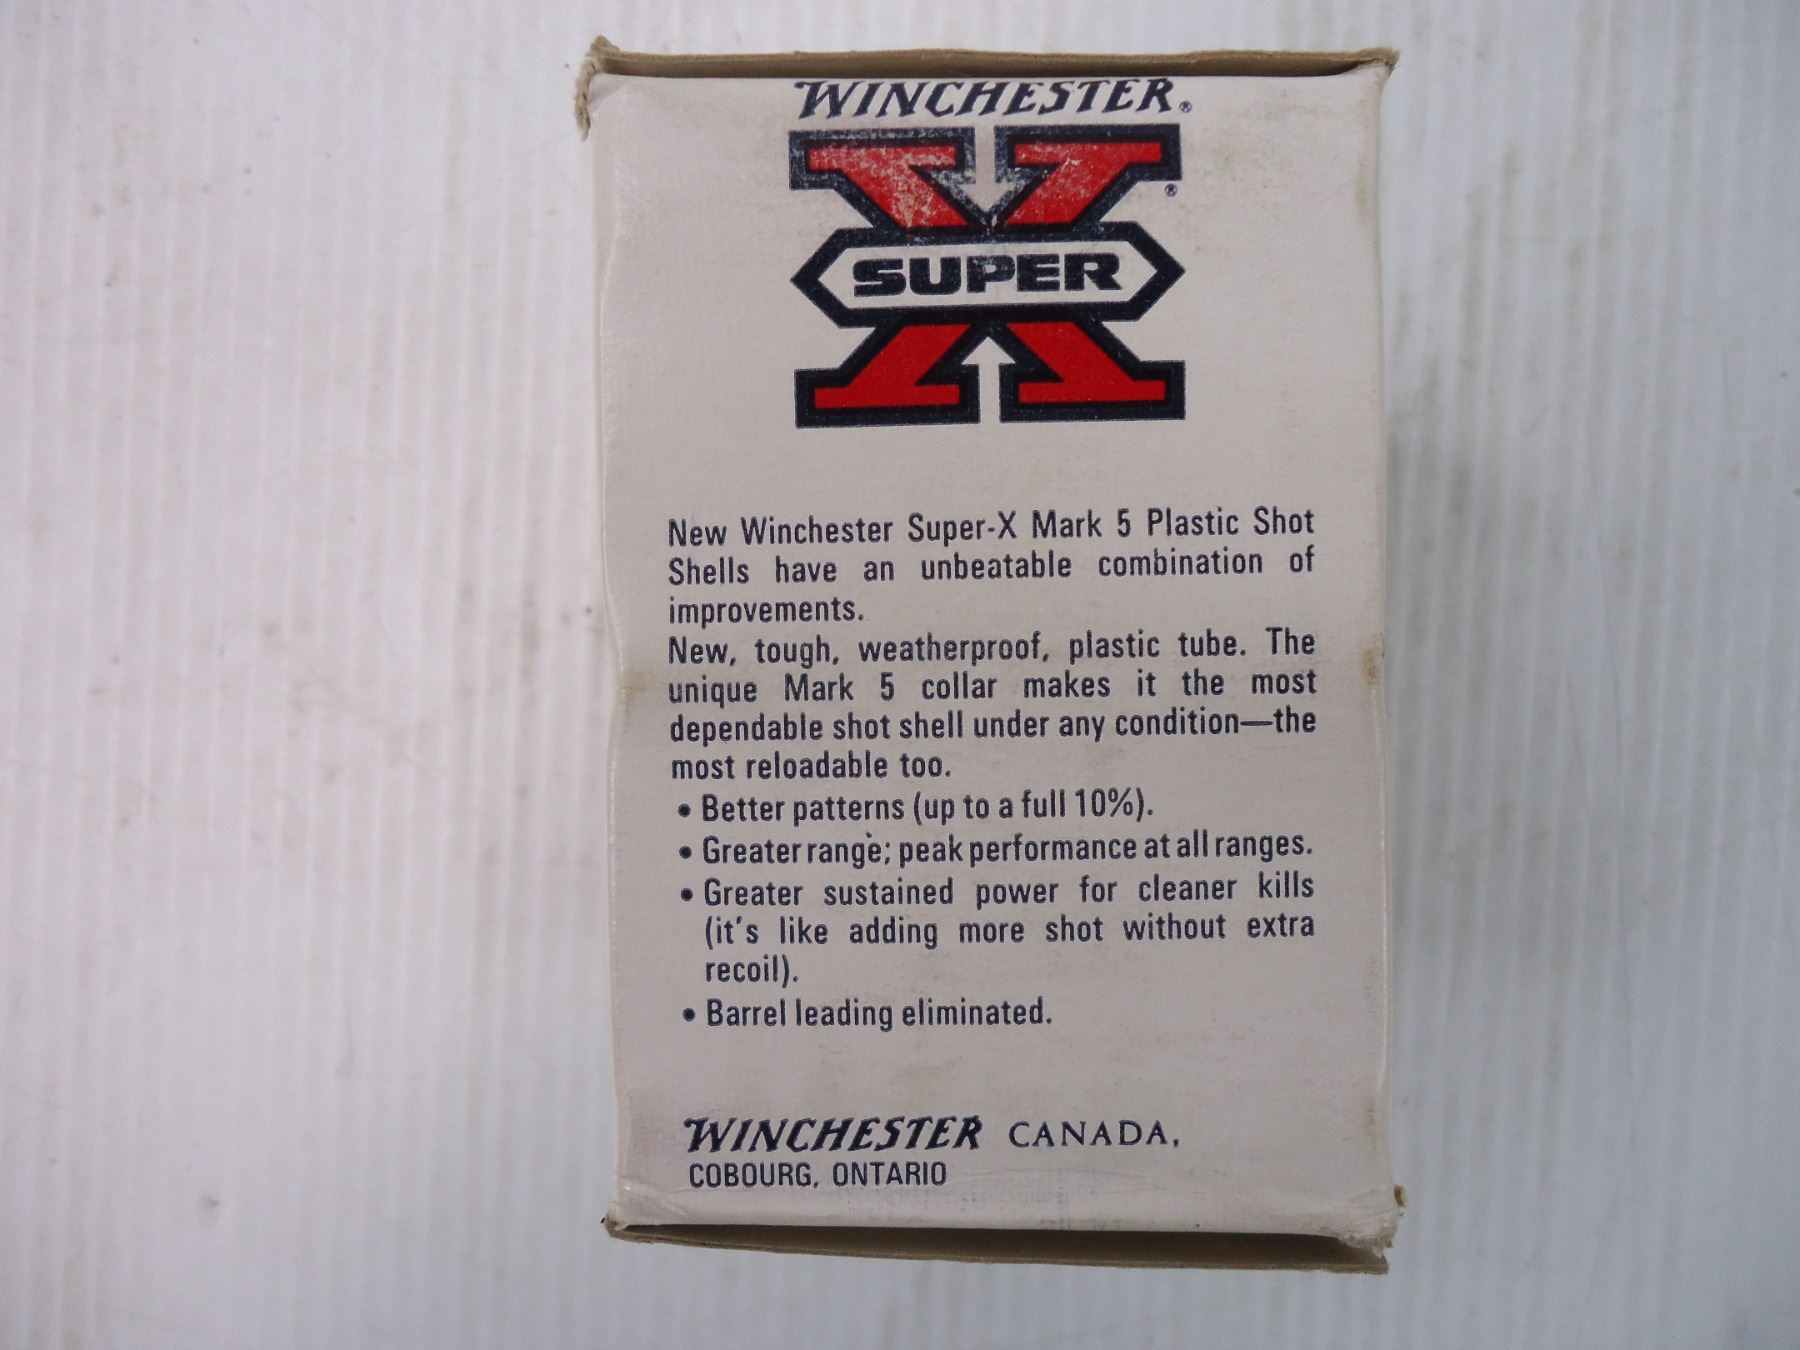 WINCHESTER®
X®
SUPER
New Winchester Super-X Mark 5 Plastic Shot
Shells have an unbeatable combination of
improvements.
New, tough, weatherproof, plastic tube. The
unique Mark 5 collar makes it the most
dependable shot shell under any condition—the
most reloadable too.
• Better patterns (up to a full 10%).
• Greater range; peak performance at all ranges.
• Greater sustained power for cleaner kills
(it's like adding more shot without extra
recoil).
• Barrel leading eliminated.
WINCHESTER CANADA,
COBOURG, ONTARIO